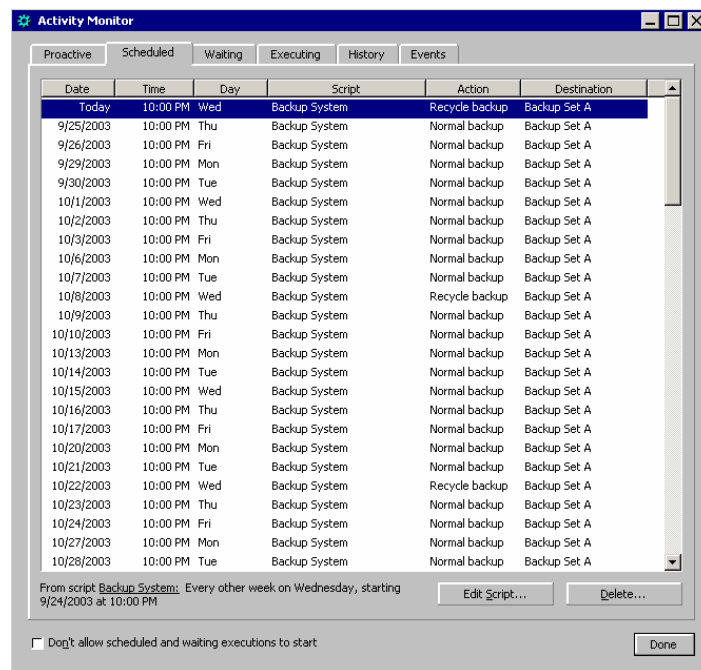 Activity Monitor
Proactive Scheduled Waiting Executing History Events
Date Time Day Script Action Destination
Today 10:00 PM Wed Backup System Recycle backup Backup Set A
9/25/2003 10:00 PM Thu Backup System Normal backup Backup Set A
9/26/2003 10:00 PM Fri Backup System Normal backup Backup Set A
9/29/2003 10:00 PM Mon Backup System Normal backup Backup Set A
9/30/2003 10:00 PM Tue Backup System Normal backup Backup Set A
10/1/2003 10:00 PM Wed Backup System Normal backup Backup Set A
10/2/2003 10:00 PM Thu Backup System Normal backup Backup Set A
10/3/2003 10:00 PM Fri Backup System Normal backup Backup Set A
10/6/2003 10:00 PM Mon Backup System Normal backup Backup Set A
10/7/2003 10:00 PM Tue Backup System Normal backup Backup Set A
10/8/2003 10:00 PM Wed Backup System Recycle backup Backup Set A
10/9/2003 10:00 PM Thu Backup System Normal backup Backup Set A
10/10/2003 10:00 PM Fri Backup System Normal backup Backup Set A
10/13/2003 10:00 PM Mon Backup System Normal backup Backup Set A
10/14/2003 10:00 PM Tue Backup System Normal backup Backup Set A
10/15/2003 10:00 PM Wed Backup System Normal backup Backup Set A
10/16/2003 10:00 PM Thu Backup System Normal backup Backup Set A
10/17/2003 10:00 PM Fri Backup System Normal backup Backup Set A
10/20/2003 10:00 PM Mon Backup System Normal backup Backup Set A
10/21/2003 10:00 PM Tue Backup System Normal backup Backup Set A
10/22/2003 10:00 PM Wed Backup System Recycle backup Backup Set A
10/23/2003 10:00 PM Thu Backup System Normal backup Backup Set A
10/24/2003 10:00 PM Fri Backup System Normal backup Backup Set A
10/27/2003 10:00 PM Mon Backup System Normal backup Backup Set A
10/28/2003 10:00 PM Tue Backup System Normal backup Backup Set A
From script Backup System: Every other week on Wednesday, starting
9/24/2003 at 10:00 PM
Edit Script... Delete...
Don't allow scheduled and waiting executions to start
Done